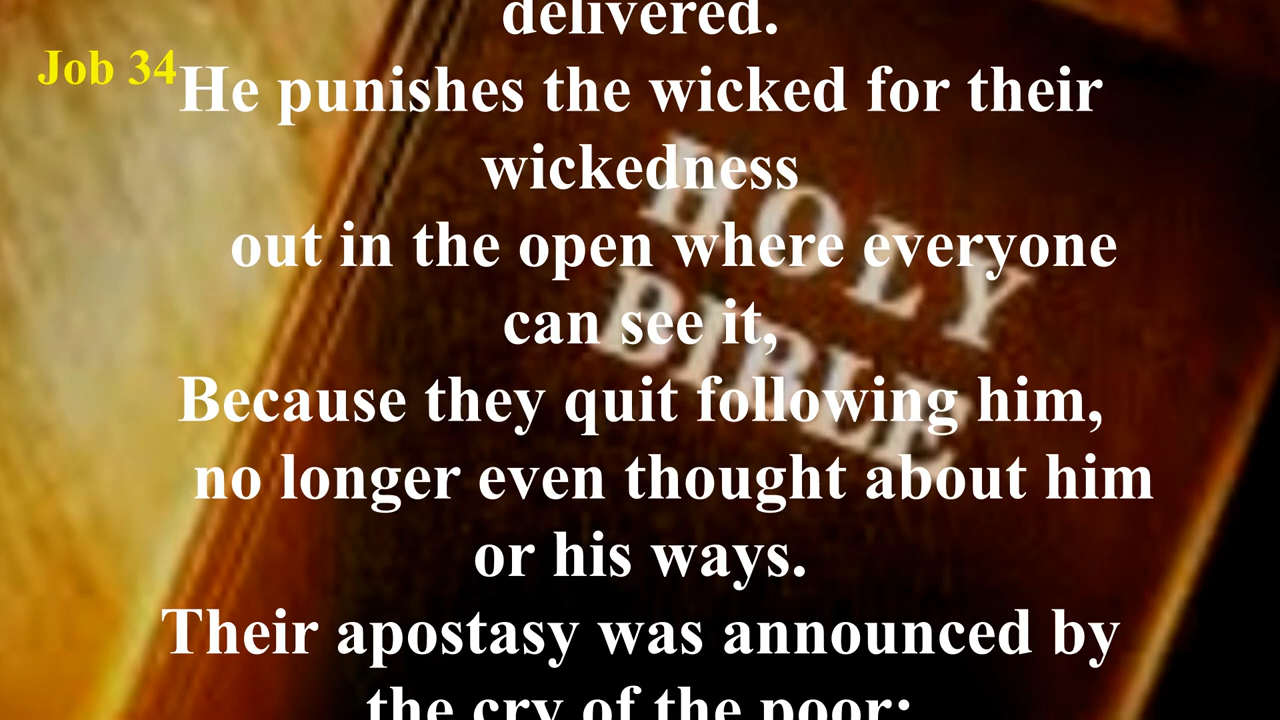 delivered.
Job 34
He punishes the wicked for their
wickedness
out in the open where everyone
can see it,
Because they quit following him,
no longer even thought about him
or his ways.
Their apostasy was announced by
the cry of the poor;
HOLY
BIBLE